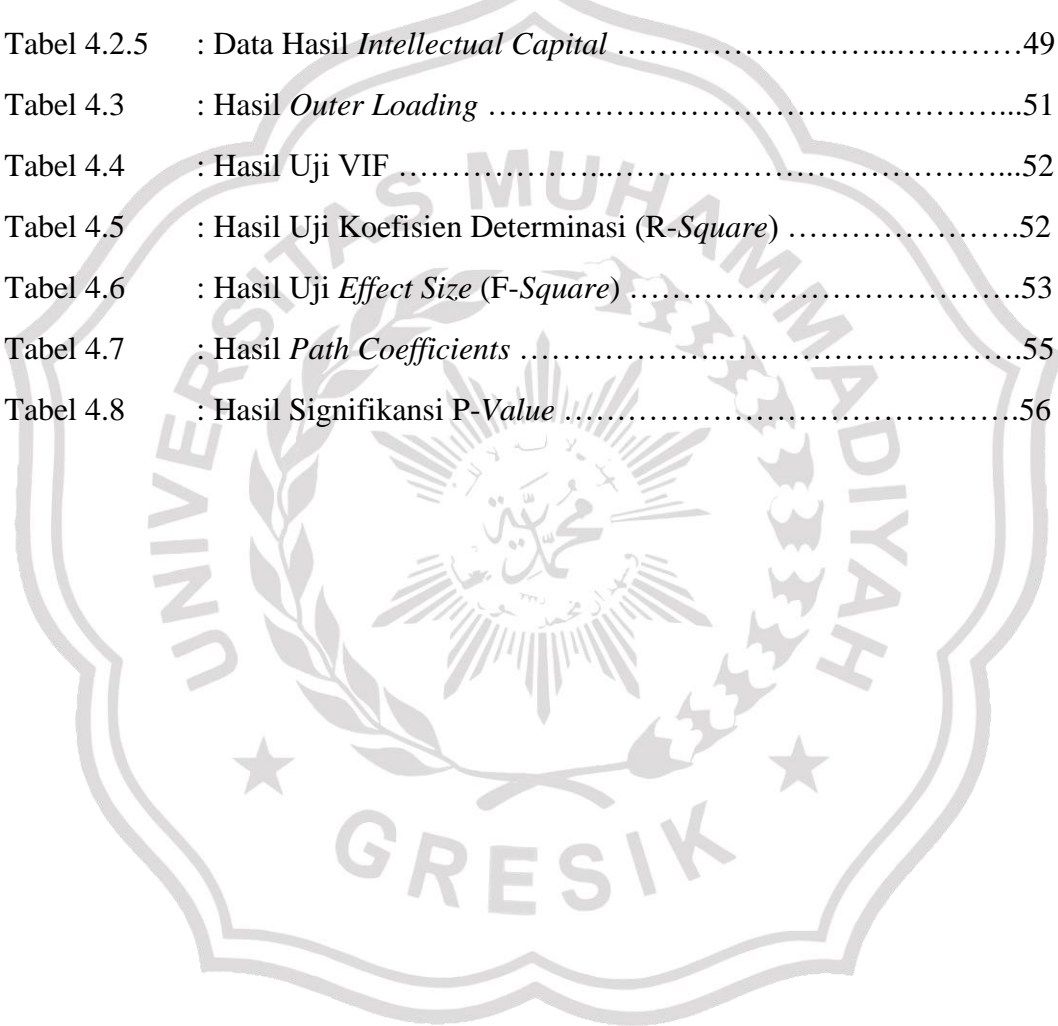 Tabel 4.2.5 : Data Hasil Intellectual Capital ……………………...…………49
Tabel 4.3 : Hasil Outer Loading …………………………………………...51
Tabel 4.4 : Hasil Uji VIF ………………...…………………………………...52
Tabel 4.5 : Hasil Uji Koefisien Determinasi (R-Square) ………………….52
Tabel 4.6 : Hasil Uji Effect Size (F-Square) ……………………………….53
Tabel 4.7 : Hasil Path Coefficients ………………..……………………….55
Tabel 4.8 : Hasil Signifikansi P-Value …………………………………….56
UNIVERSITAS MUHAMMADIYAH
GRESIK